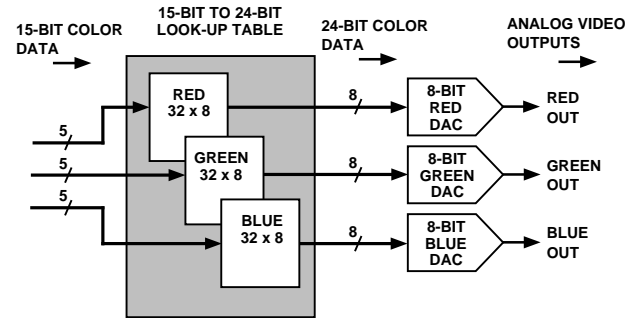 15-BIT COLOR
DATA
15-BIT TO 24-BIT
LOOK-UP TABLE
24-BIT COLOR
DATA
ANALOG VIDEO
OUTPUTS
RED
32 x 8
8
8-BIT
RED
DAC
RED
OUT
5
GREEN
32 x 8
5
8
8-BIT
GREEN
DAC
GREEN
OUT
5
BLUE
32 x 8
8
8-BIT
BLUE
DAC
BLUE
OUT